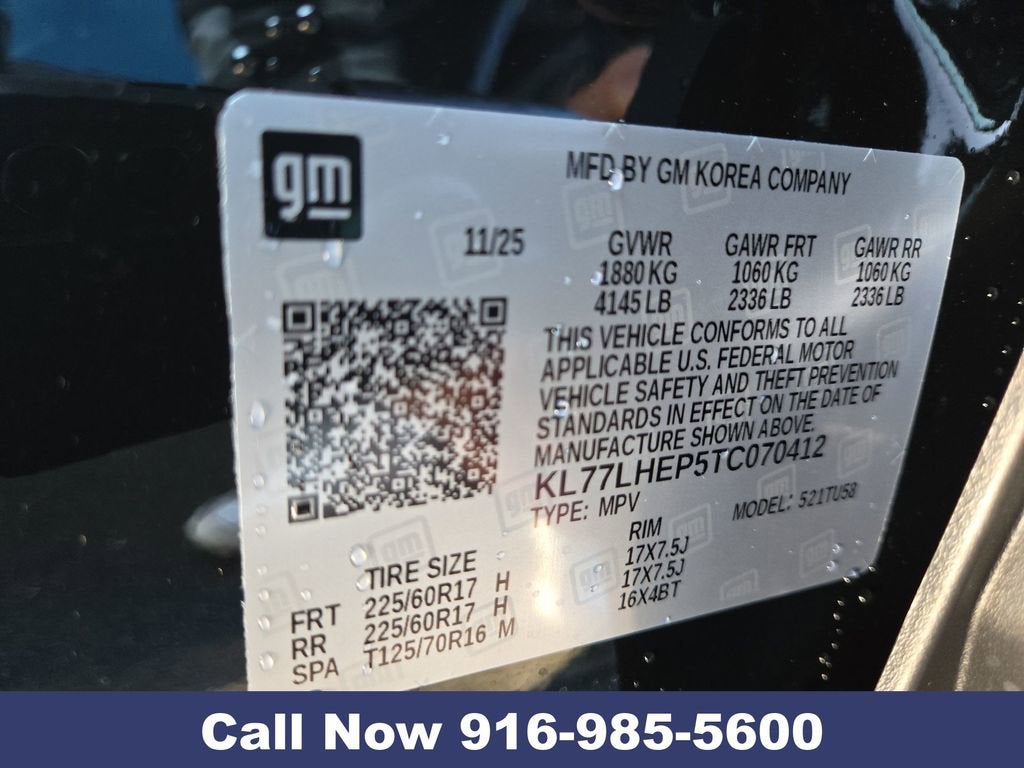 gm
MFD BY GM KOREA COMPANY
11/25 GVWR GAWR FRT GAWR RR
1880 KG 1060 KG 1060 KG
4145 LB 2336 LB 2336 LB
THIS VEHICLE CONFORMS TO ALL
APPLICABLE U.S. FEDERAL MOTOR
VEHICLE SAFETY AND THEFT PREVENTION
STANDARDS IN EFFECT ON THE DATE OF
MANUFACTURE SHOWN ABOVE.
KL77LHEP5TC070412
TYPE: MPV MODEL: 521TU58
TIRE SIZE RIM
FRT 225/60R17 H 17X7.5J
RR 225/60R17 H 17X7.5J
SPA T125/70R16 M 16X4BT
Call Now 916-985-5600